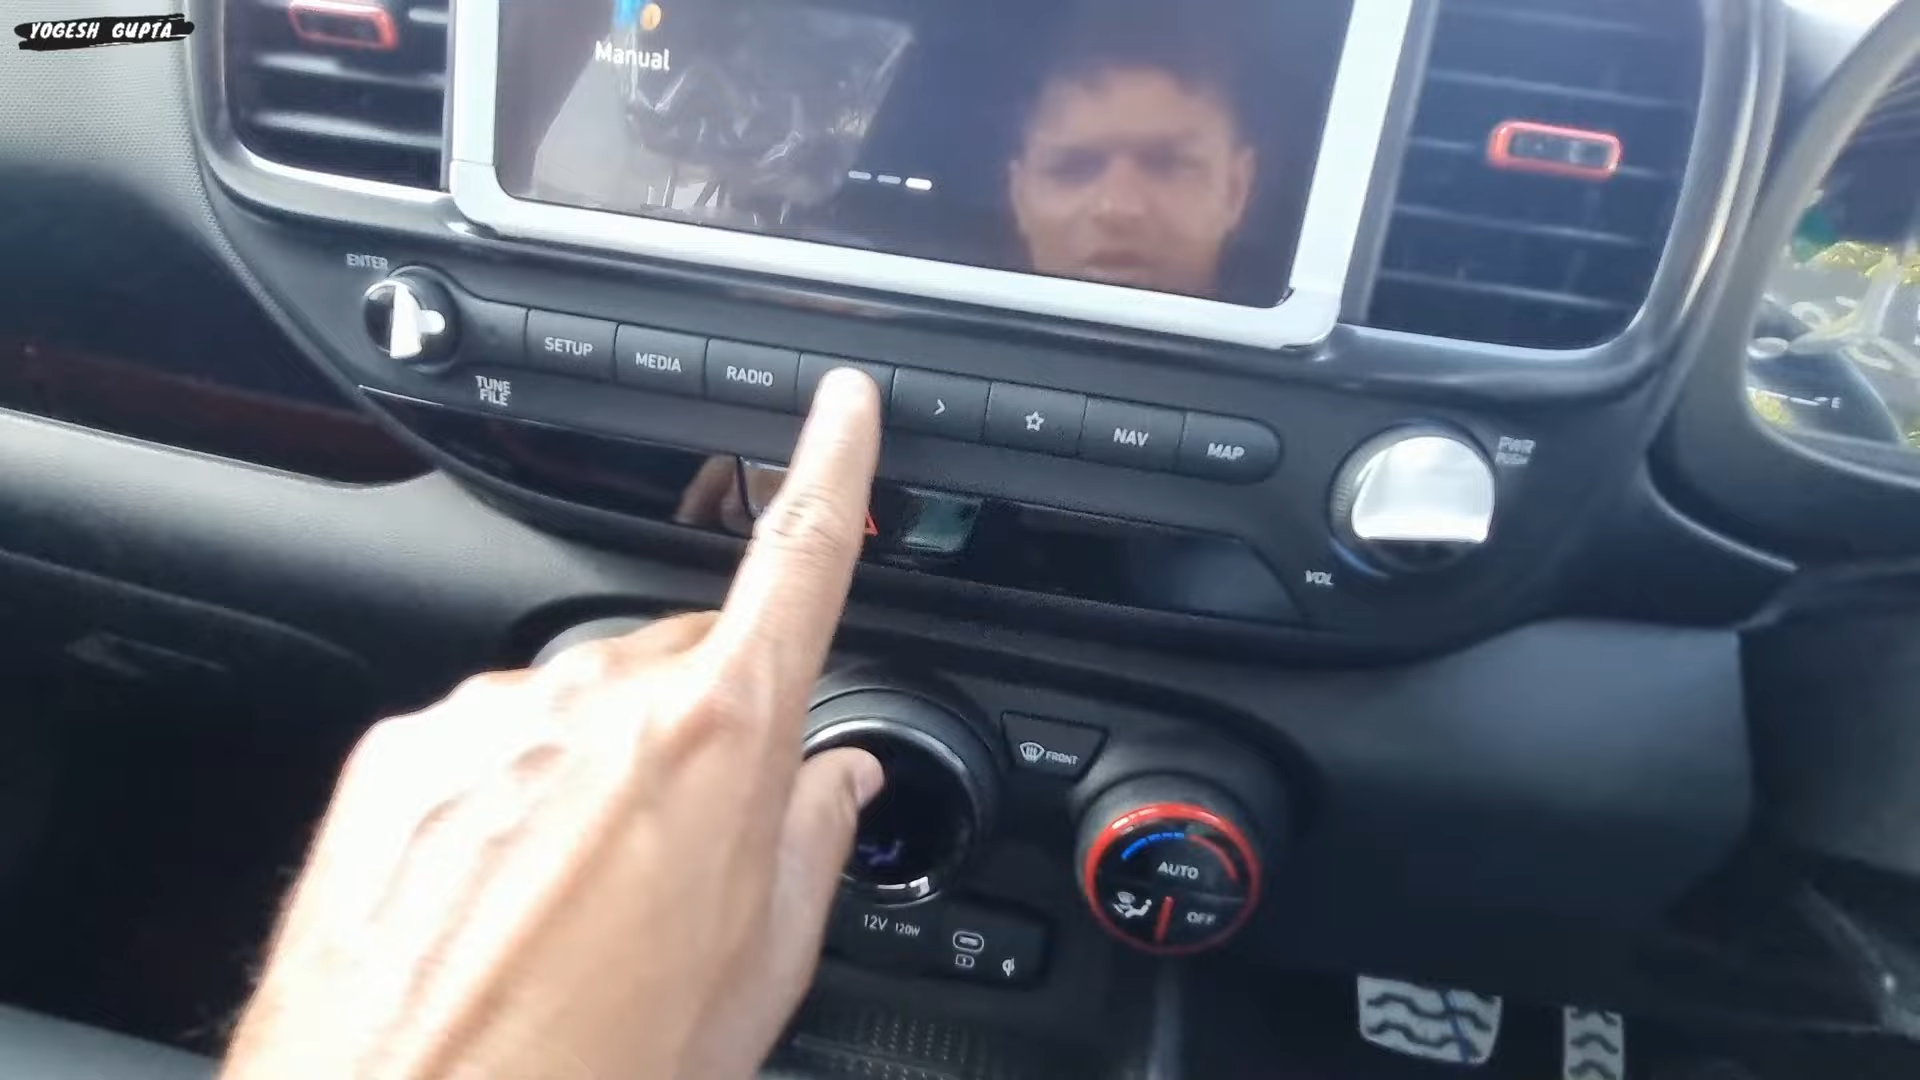 YOGESH GUPTA
Manual
ENTER
SETUP
MEDIA
RADIO
>
NAV
MAP
TUNE
FILE
PWR
PUSH
VOL
FRONT
AUTO
OFF
12V 120W
E